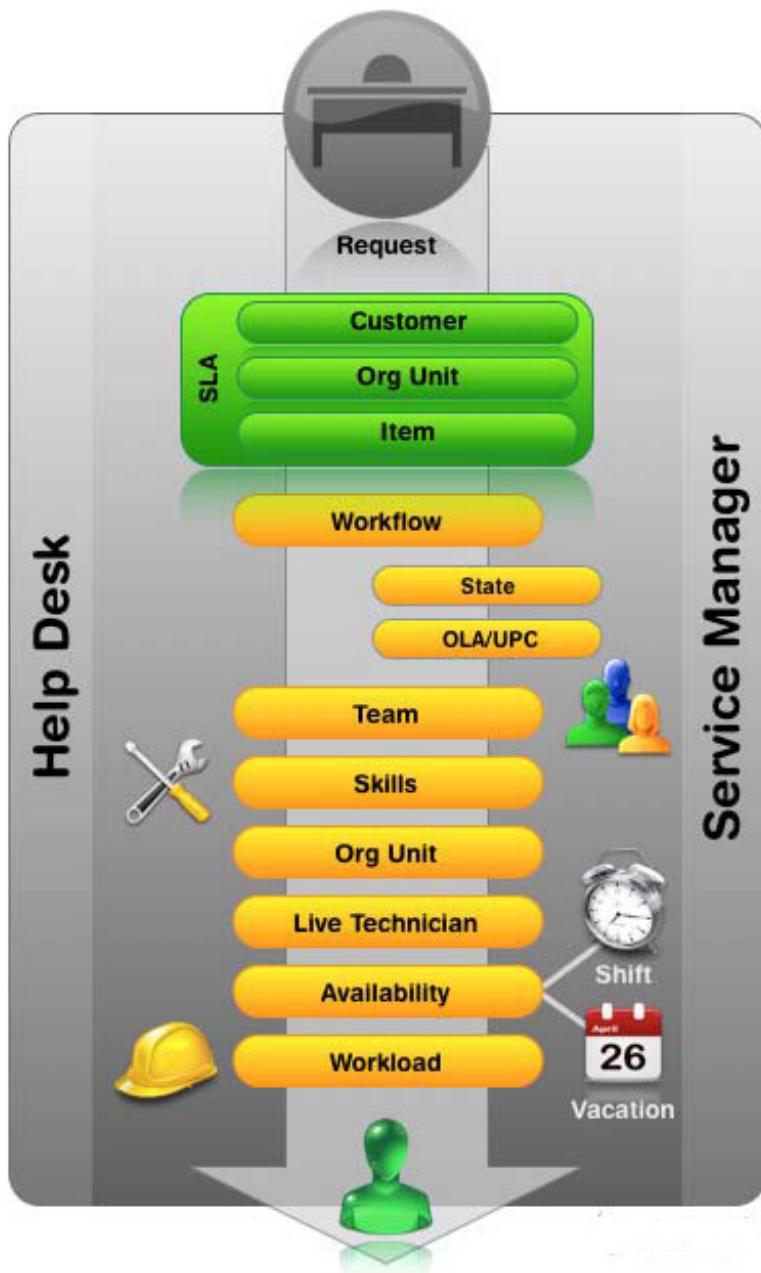 Request
SLA
Customer
Org Unit
Item
Workflow
State
OLA/UPC
Team
Skills
Org Unit
Live Technician
Availability
Shift
April
26
Workload
Vacation
Help Desk
Service Manager